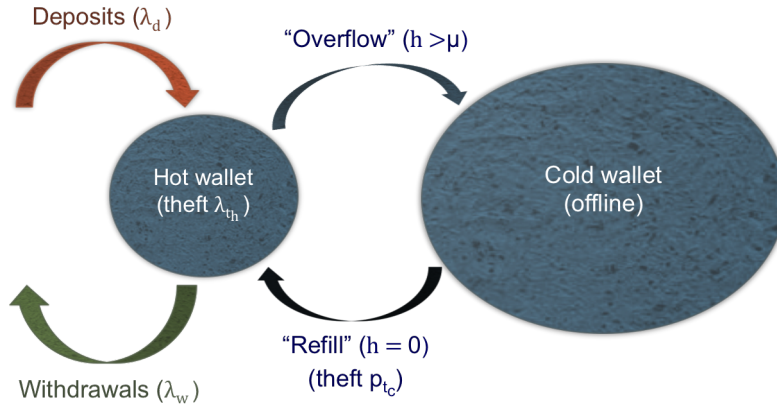 Deposits (λd)
“Overflow” (h >μ)
Hot wallet
(theft λth)
Cold wallet
(offline)
Withdrawals (λw)
“Refill” (h = 0)
(theft ptc)